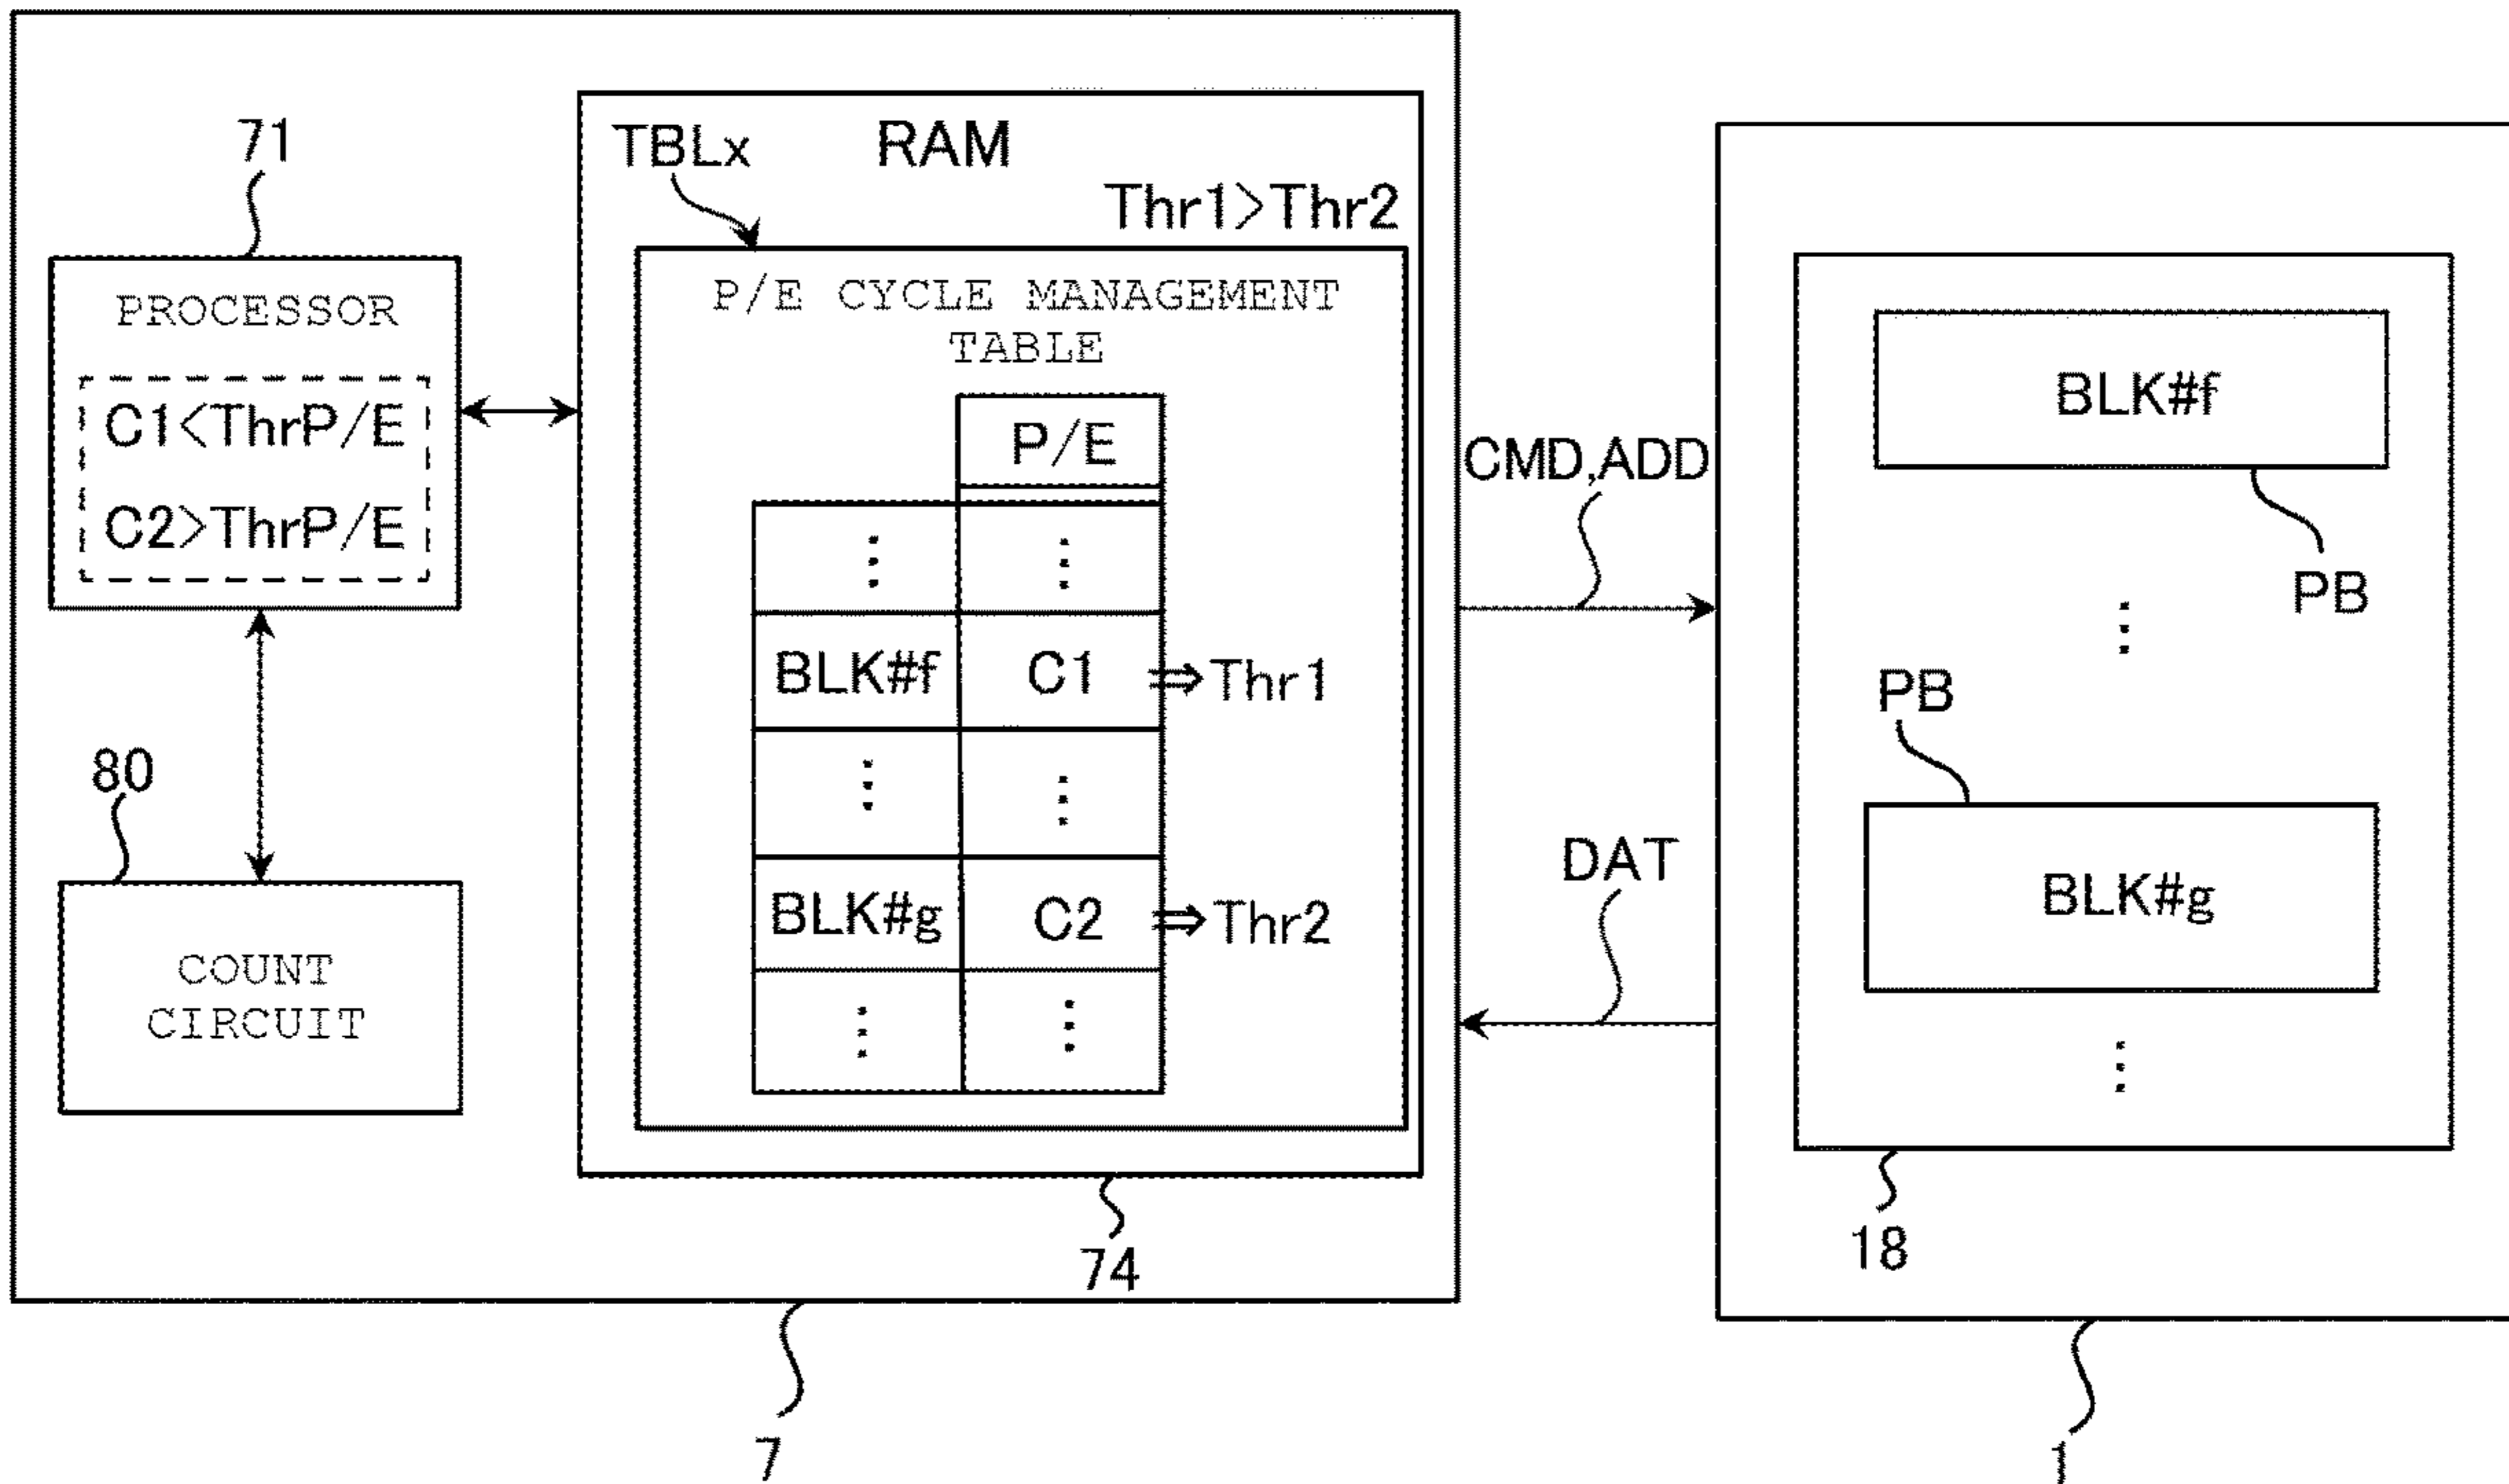 71
PROCESSOR
C1<ThrP/E
C2>ThrP/E
80
COUNT
CIRCUIT
TBLx
RAM
Thr1>Thr2
P/E CYCLE MANAGEMENT
TABLE
P/E
⋮ ⋮
BLK#f C1 ⇒Thr1
⋮ ⋮
BLK#g C2 ⇒Thr2
⋮ ⋮
74
7
CMD,ADD
DAT
BLK#f
PB
⋮
PB
BLK#g
⋮
18
1